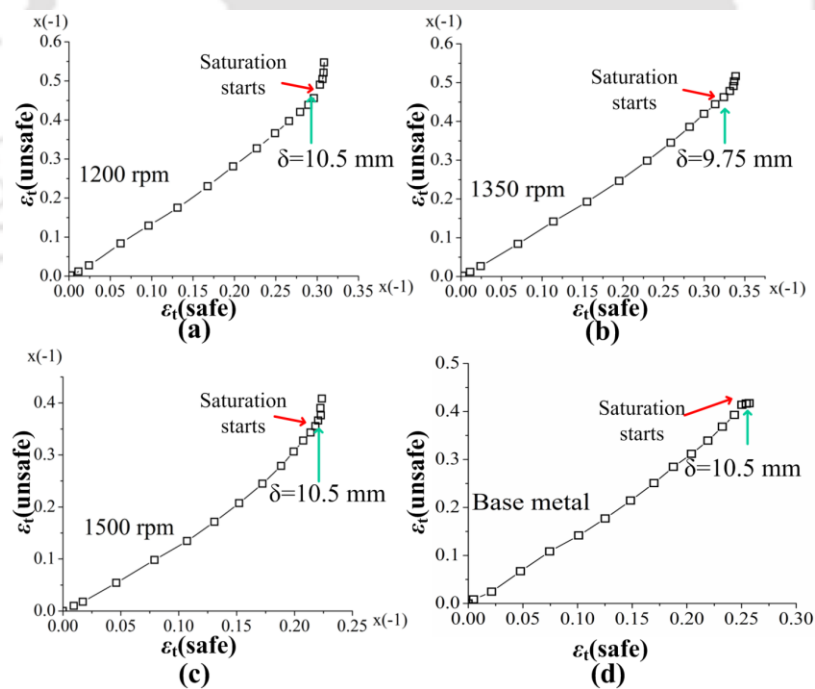 x(-1)
0.6
0.5
0.4
0.3
0.2
0.1
0.0
εt(unsafe)
Saturation
starts
δ=10.5 mm
1200 rpm
0.00 0.05 0.10 0.15 0.20 0.25 0.30 0.35
x(-1)
εt(safe)
(a)
x(-1)
0.6
0.5
0.4
0.3
0.2
0.1
0.0
εt(unsafe)
Saturation
starts
δ=9.75 mm
1350 rpm
0.00 0.05 0.10 0.15 0.20 0.25 0.30 0.35
x(-1)
εt(safe)
(b)
x(-1)
0.4
0.3
0.2
0.1
0.0
εt(unsafe)
Saturation
starts
δ=10.5 mm
1500 rpm
0.00 0.05 0.10 0.15 0.20 0.25
x(-1)
εt(safe)
(c)
0.5
0.4
0.3
0.2
0.1
0.0
εt(unsafe)
Saturation
starts
δ=10.5 mm
Base metal
0.00 0.05 0.10 0.15 0.20 0.25 0.30
εt(safe)
(d)